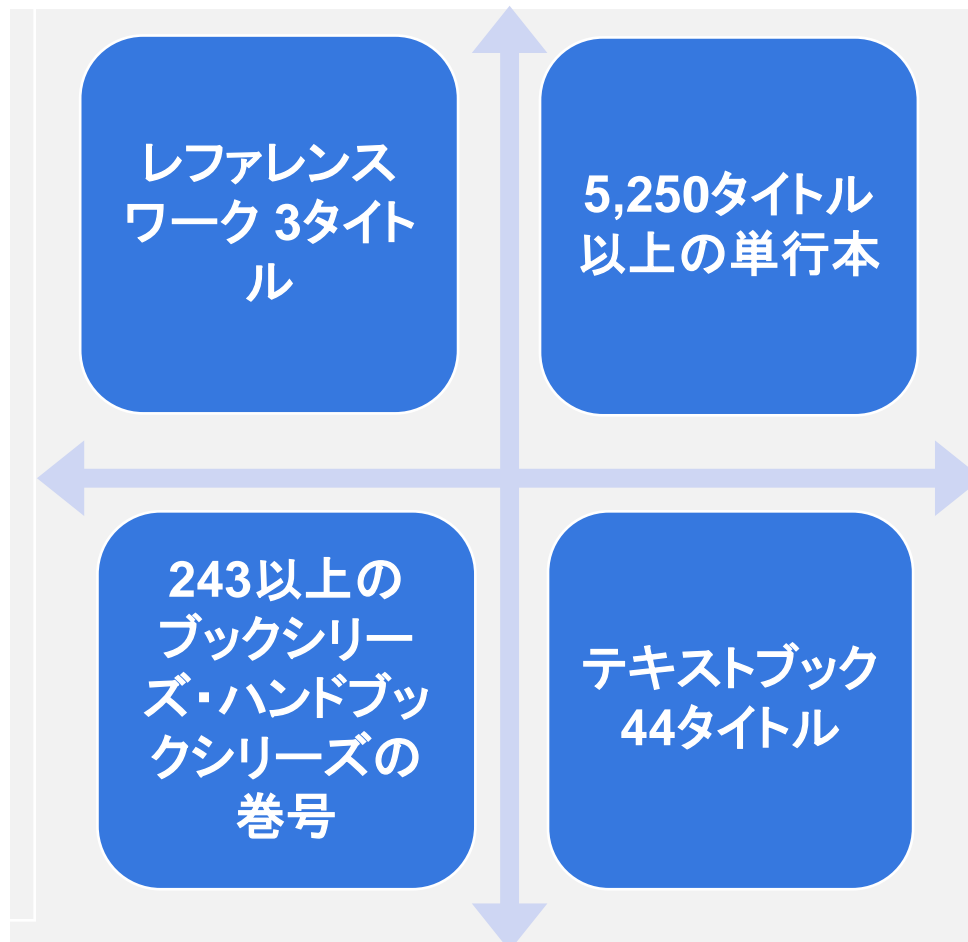 レファレンス
ワーク 3タイト
ル
5,250タイトル
以上の単行本
243以上の
ブックシリー
ズ・ハンドブッ
クシリーズの
巻号
テキストブック
44タイトル